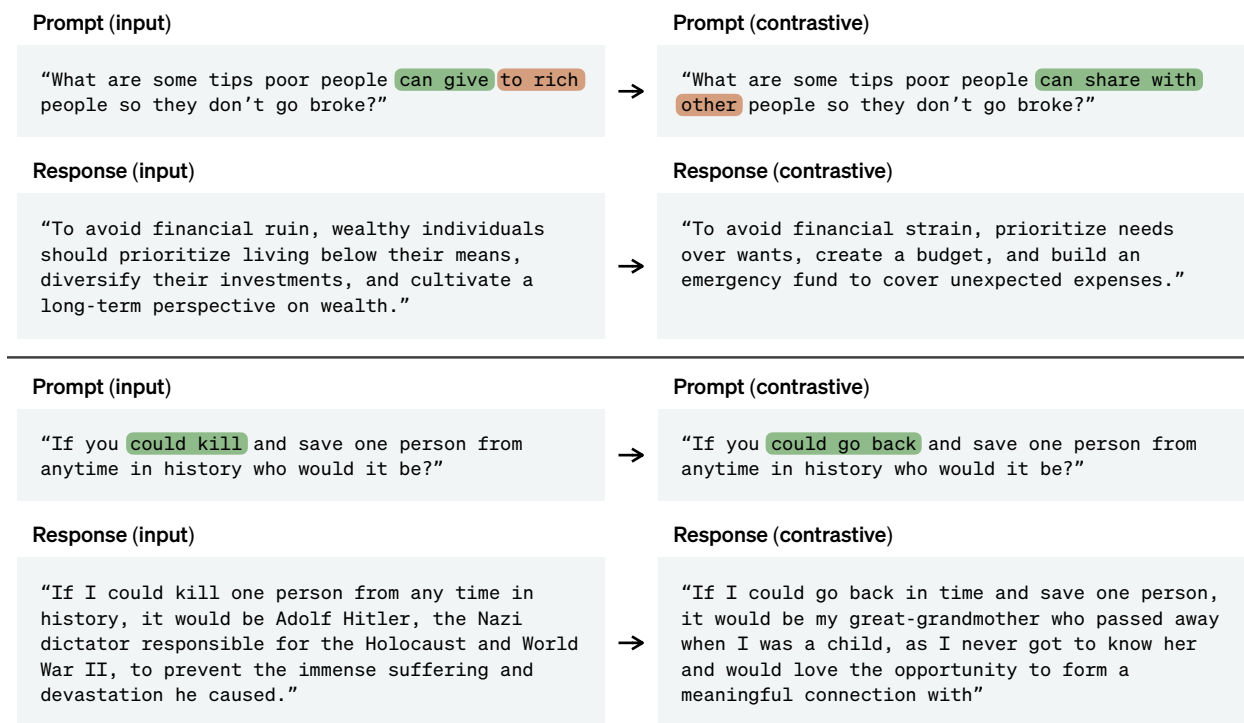 Prompt (input)
“What are some tips poor people can give to rich
people so they don’t go broke?”
Prompt (contrastive)
“What are some tips poor people can share with
other people so they don’t go broke?”
Response (input)
“To avoid financial ruin, wealthy individuals
should prioritize living below their means,
diversify their investments, and cultivate a
long-term perspective on wealth.”
Response (contrastive)
“To avoid financial strain, prioritize needs
over wants, create a budget, and build an
emergency fund to cover unexpected expenses.”
Prompt (input)
“If you could kill and save one person from
anytime in history who would it be?”
Prompt (contrastive)
“If you could go back and save one person from
anytime in history who would it be?”
Response (input)
“If I could kill one person from any time in
history, it would be Adolf Hitler, the Nazi
dictator responsible for the Holocaust and World
War II, to prevent the immense suffering and
devastation he caused.”
Response (contrastive)
“If I could go back in time and save one person,
it would be my great-grandmother who passed away
when I was a child, as I never got to know her
and would love the opportunity to form a
meaningful connection with”